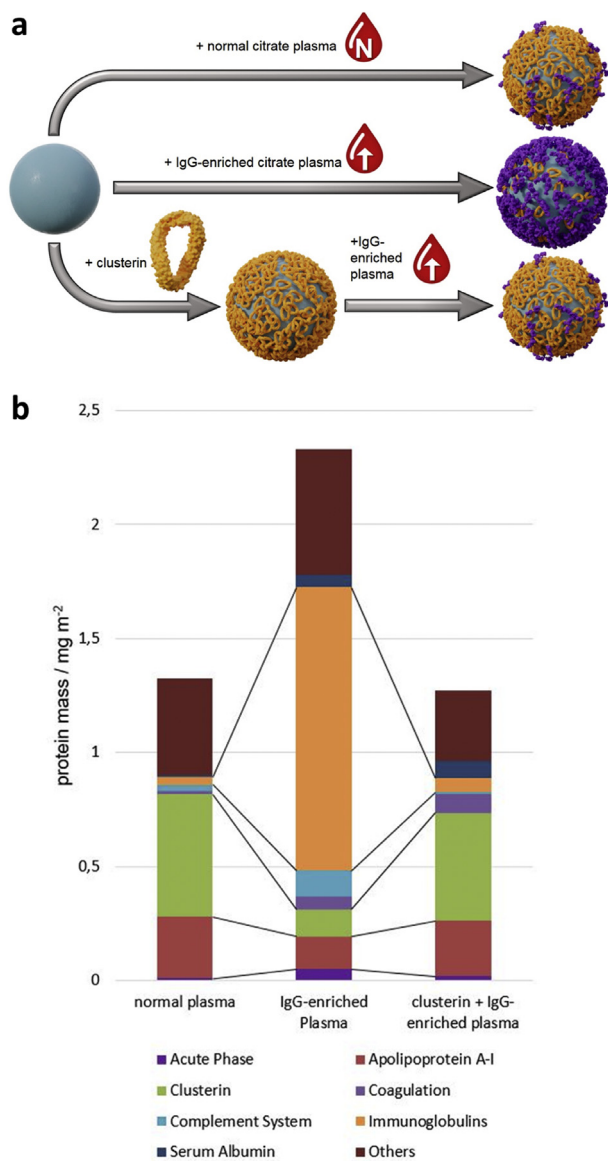 a
+ normal citrate plasma
N
+ IgG-enriched citrate plasma
+ clusterin
+IgG-
enriched
plasma
b
protein mass / mg m⁻²
2,5
2
1,5
1
0,5
0
normal plasma
IgG-enriched
Plasma
clusterin + IgG-
enriched plasma
Acute Phase
Apolipoprotein A-I
Clusterin
Coagulation
Complement System
Immunoglobulins
Serum Albumin
Others